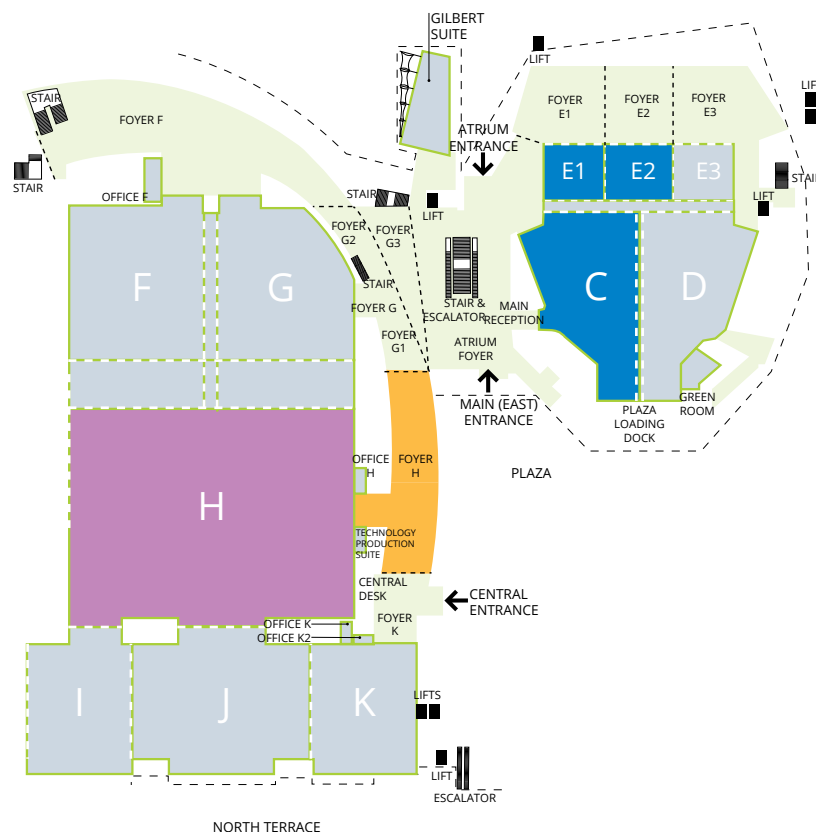 GILBERT
SUITE
LIFT
LIFT
STAIR
FOYER F
FOYER
E1
FOYER
E2
FOYER
E3
ATRIUM
ENTRANCE
STAIR
E1
E2
E3
STAIR
OFFICE F
STAIR
LIFT
LIFT
FOYER
G2
FOYER
G3
F
G
STAIR
C
D
FOYER G
STAIR &
ESCALATOR
MAIN
RECEPTION
FOYER
G1
ATRIUM
FOYER
MAIN (EAST)
ENTRANCE
GREEN
ROOM
PLAZA
LOADING
DOCK
OFFICE
H
FOYER
H
PLAZA
H
TECHNOLOGY
PRODUCTION
SUITE
CENTRAL
DESK
CENTRAL
ENTRANCE
FOYER
K
OFFICE K
OFFICE K2
I
J
K
LIFTS
LIFT
ESCALATOR
NORTH TERRACE